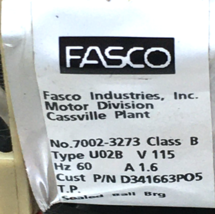 FASCO
Fasco Industries, Inc.
Motor Division
Cassville Plant
No.7002-3273 Class B
Type U02B V 115
Hz 60 A 1.6
Cust P/N D341663P05
T.P.
Sealed Ball Brg